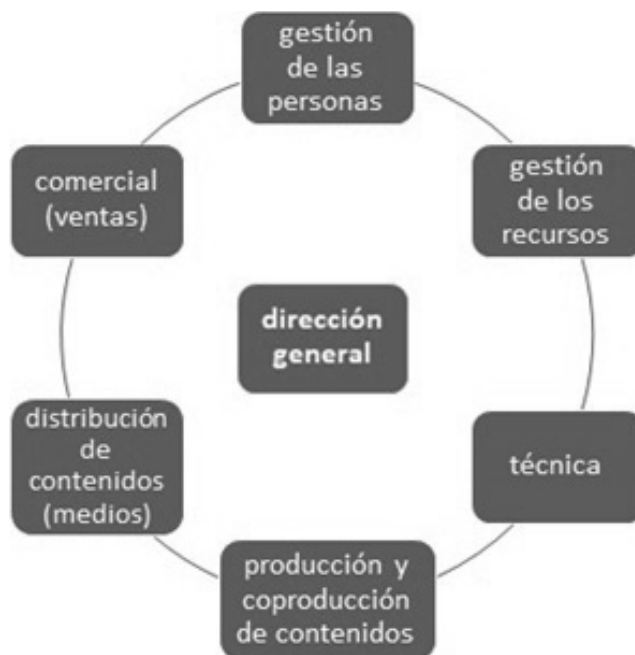 gestión
de las
personas
comercial
(ventas)
gestión
de los
recursos
dirección
general
distribución
de
contenidos
(medios)
técnica
producción y
coproducción
de contenidos